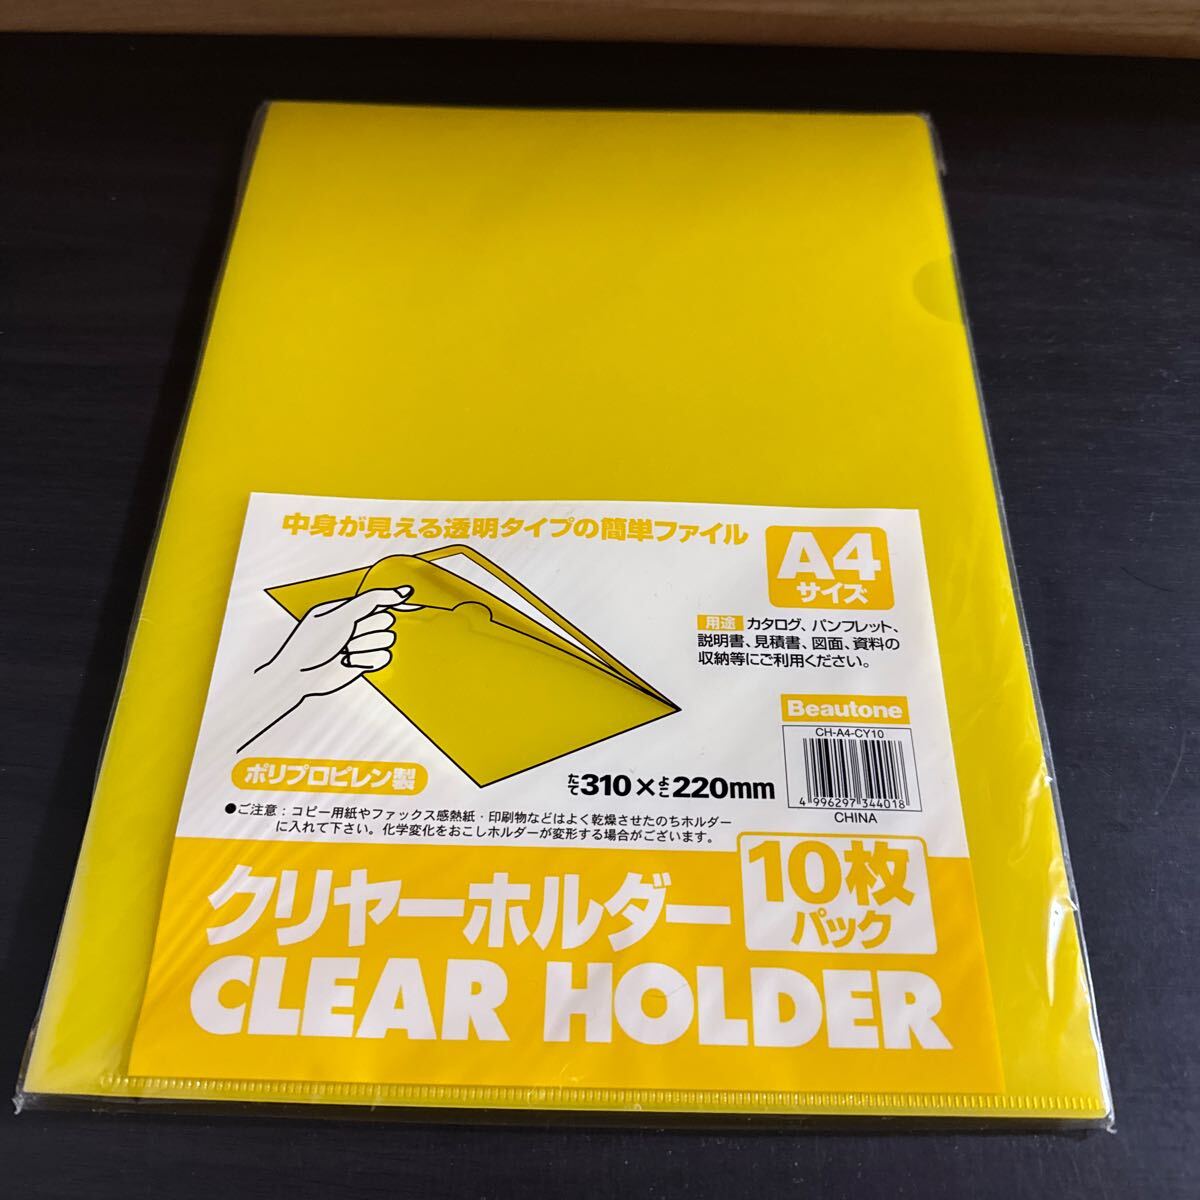 中身が見える透明タイプの簡単ファイル
A4
サイズ
用途 カタログ、パンフレット、
説明書、見積書、図面、資料の
収納等にご利用ください。
Beautone
CH-A4-CY10
4 996297 344018
CHINA
ポリプロピレン製
たて310×よこ220mm
●ご注意：コピー用紙やファックス感熱紙・印刷物などはよく乾燥させたのちホルダー
に入れて下さい。化学変化をおこしホルダーが変形する場合がございます。
クリヤーホルダー
10枚
パック
CLEAR HOLDER